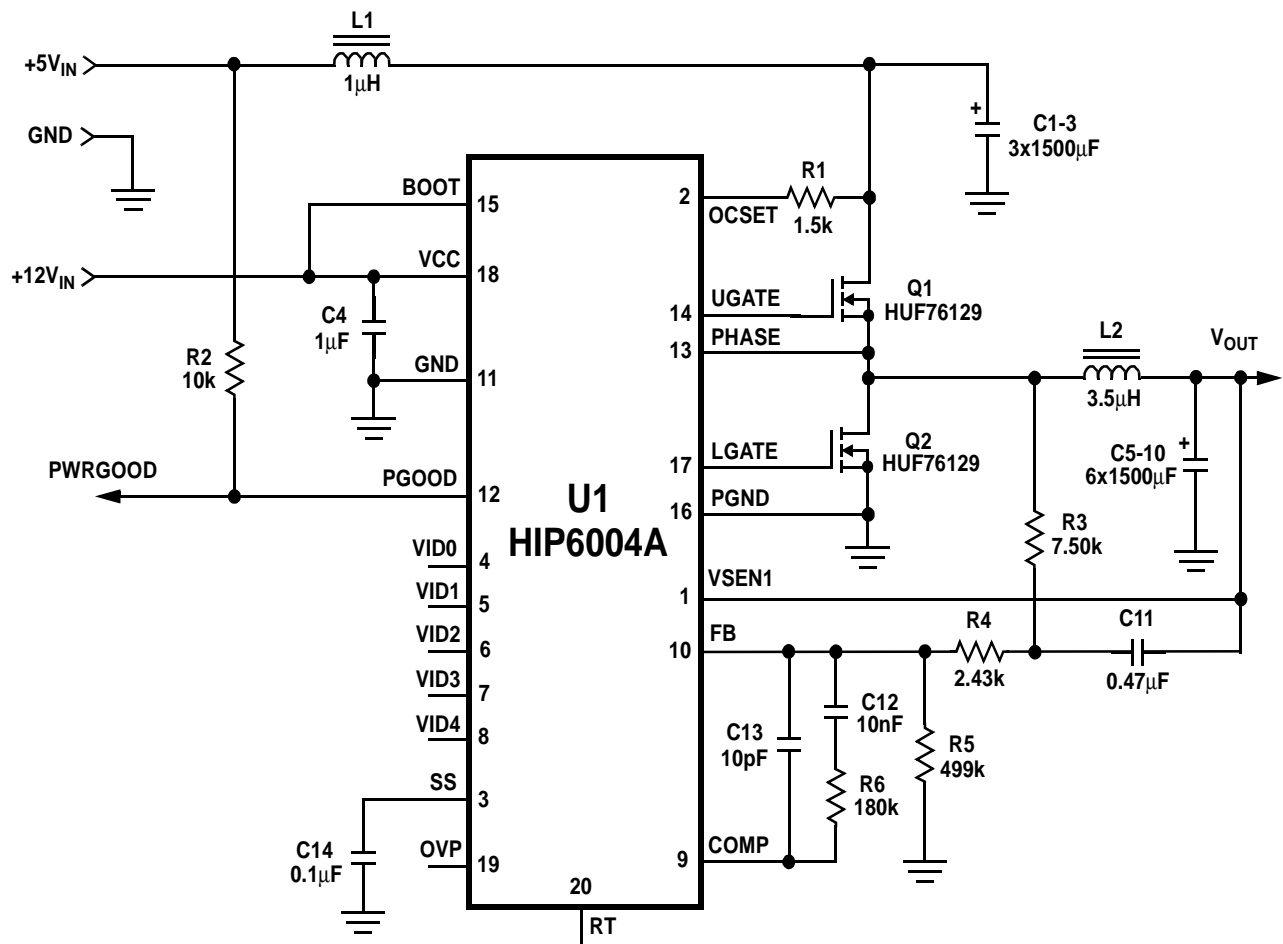 L1
+5VIN
1μH
GND
+
C1-3
3x1500μF
BOOT
15
2
R1
OCSET
1.5k
+12VIN
VCC
18
C4
1μF
14
UGATE
Q1
HUF76129
13
PHASE
R2
10k
GND
11
L2
VOUT
3.5μH
17
LGATE
Q2
HUF76129
+
C5-10
6x1500μF
PWRGOOD
PGOOD
12
16
PGND
U1
HIP6004A
R3
7.50k
VID0
4
VID1
5
1
VSEN1
VID2
6
10
FB
R4
2.43k
C11
0.47μF
VID3
7
VID4
8
C13
10pF
C12
10nF
R5
499k
R6
180k
SS
3
C14
0.1μF
OVP
19
9
COMP
20
RT